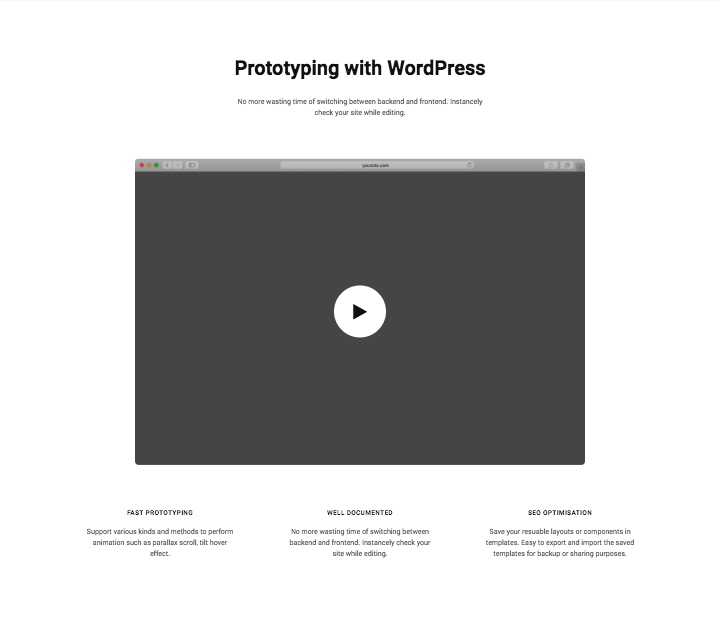 Prototyping with WordPress
No more wasting time of switching between backend and frontend. Instancely
check your site while editing.
yoursite.com
FAST PROTOTYPING
Support various kinds and methods to perform
animation such as parallax scroll, tilt hover
effect.
WELL DOCUMENTED
No more wasting time of switching between
backend and frontend. Instancely check your
site while editing.
SEO OPTIMISATION
Save your resuable layouts or components in
templates. Easy to export and import the saved
templates for backup or sharing purposes.